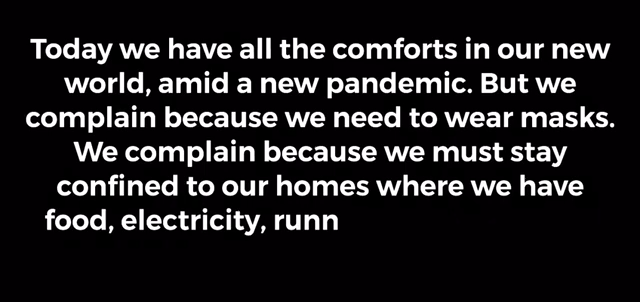 Today we have all the comforts in our new
world, amid a new pandemic. But we
complain because we need to wear masks.
We complain because we must stay
confined to our homes where we have
food, electricity, runn